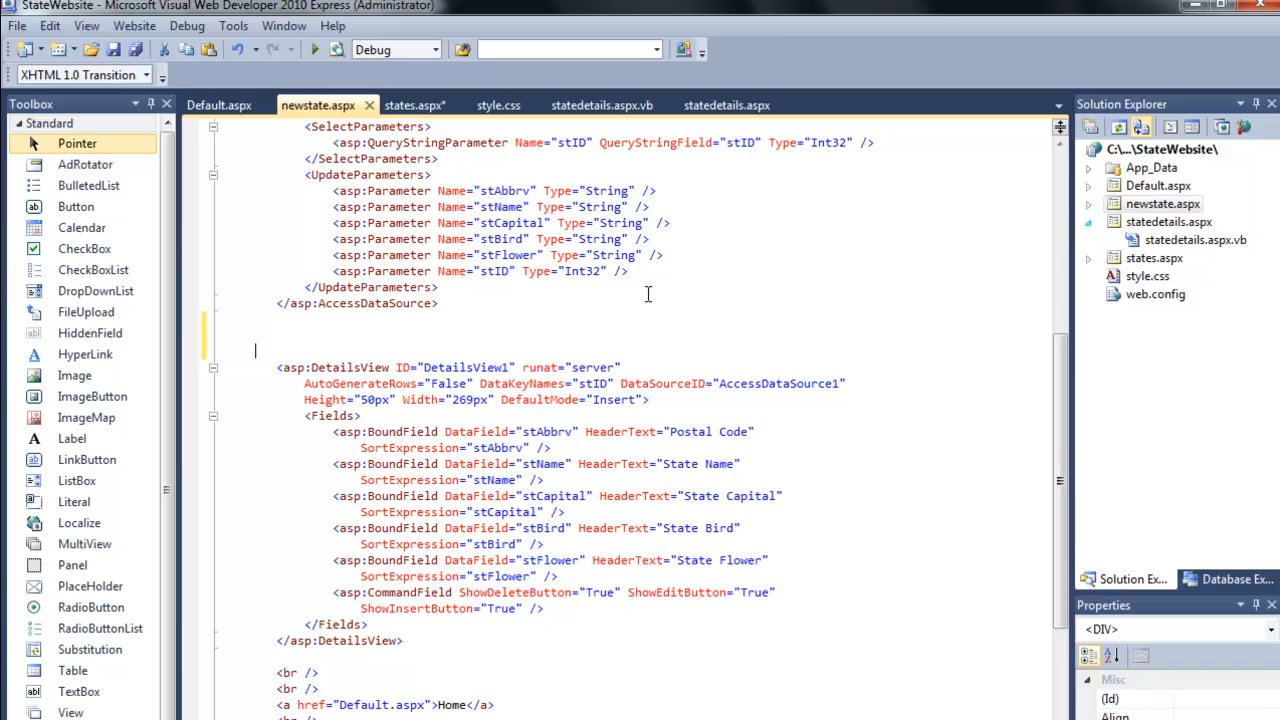 StateWebsite - Microsoft Visual Web Developer 2010 Express (Administrator)
File Edit View Website Debug Tools Window Help
Debug
XHTML 1.0 Transition
Toolbox
Default.aspx newstate.aspx states.aspx* style.css statedetails.aspx.vb statedetails.aspx
Solution Explorer
Standard
Pointer
AdRotator
BulletedList
Button
Calendar
CheckBox
CheckBoxList
DropDownList
FileUpload
HiddenField
HyperLink
Image
ImageButton
ImageMap
Label
LinkButton
ListBox
Literal
Localize
MultiView
Panel
PlaceHolder
RadioButton
RadioButtonList
Substitution
Table
TextBox
View
<SelectParameters>
<asp:QueryStringParameter Name="stID" QueryStringField="stID" Type="Int32" />
</SelectParameters>
<UpdateParameters>
<asp:Parameter Name="stAbbrv" Type="String" />
<asp:Parameter Name="stName" Type="String" />
<asp:Parameter Name="stCapital" Type="String" />
<asp:Parameter Name="stBird" Type="String" />
<asp:Parameter Name="stFlower" Type="String" />
<asp:Parameter Name="stID" Type="Int32" />
</UpdateParameters>
</asp:AccessDataSource>
<asp:DetailsView ID="DetailsView1" runat="server"
AutoGenerateRows="False" DataKeyNames="stID" DataSourceID="AccessDataSource1"
Height="50px" Width="269px" DefaultMode="Insert">
<Fields>
<asp:BoundField DataField="stAbbrv" HeaderText="Postal Code"
SortExpression="stAbbrv" />
<asp:BoundField DataField="stName" HeaderText="State Name"
SortExpression="stName" />
<asp:BoundField DataField="stCapital" HeaderText="State Capital"
SortExpression="stCapital" />
<asp:BoundField DataField="stBird" HeaderText="State Bird"
SortExpression="stBird" />
<asp:BoundField DataField="stFlower" HeaderText="State Flower"
SortExpression="stFlower" />
<asp:CommandField ShowDeleteButton="True" ShowEditButton="True"
ShowInsertButton="True" />
</Fields>
</asp:DetailsView>
<br />
<br />
<a href="Default.aspx">Home</a>
<br />
C:\...\StateWebsite\
App_Data
Default.aspx
newstate.aspx
statedetails.aspx
statedetails.aspx.vb
states.aspx
style.css
web.config
Solution Ex... Database Ex...
Properties
<DIV>
Misc
(Id)
Align